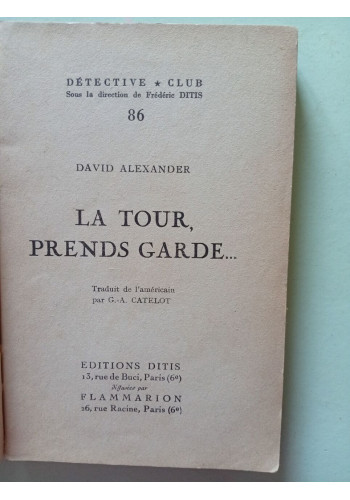 DÉTECTIVE ★ CLUB
Sous la direction de Frédéric DITIS
86
DAVID ALEXANDER
LA TOUR,
PRENDS GARDE...
Traduit de l'américain
par G.-A. CATELOT
EDITIONS DITIS
13, rue de Buci, Paris (6e)
diffusion par
FLAMMARION
26, rue Racine, Paris (6e)